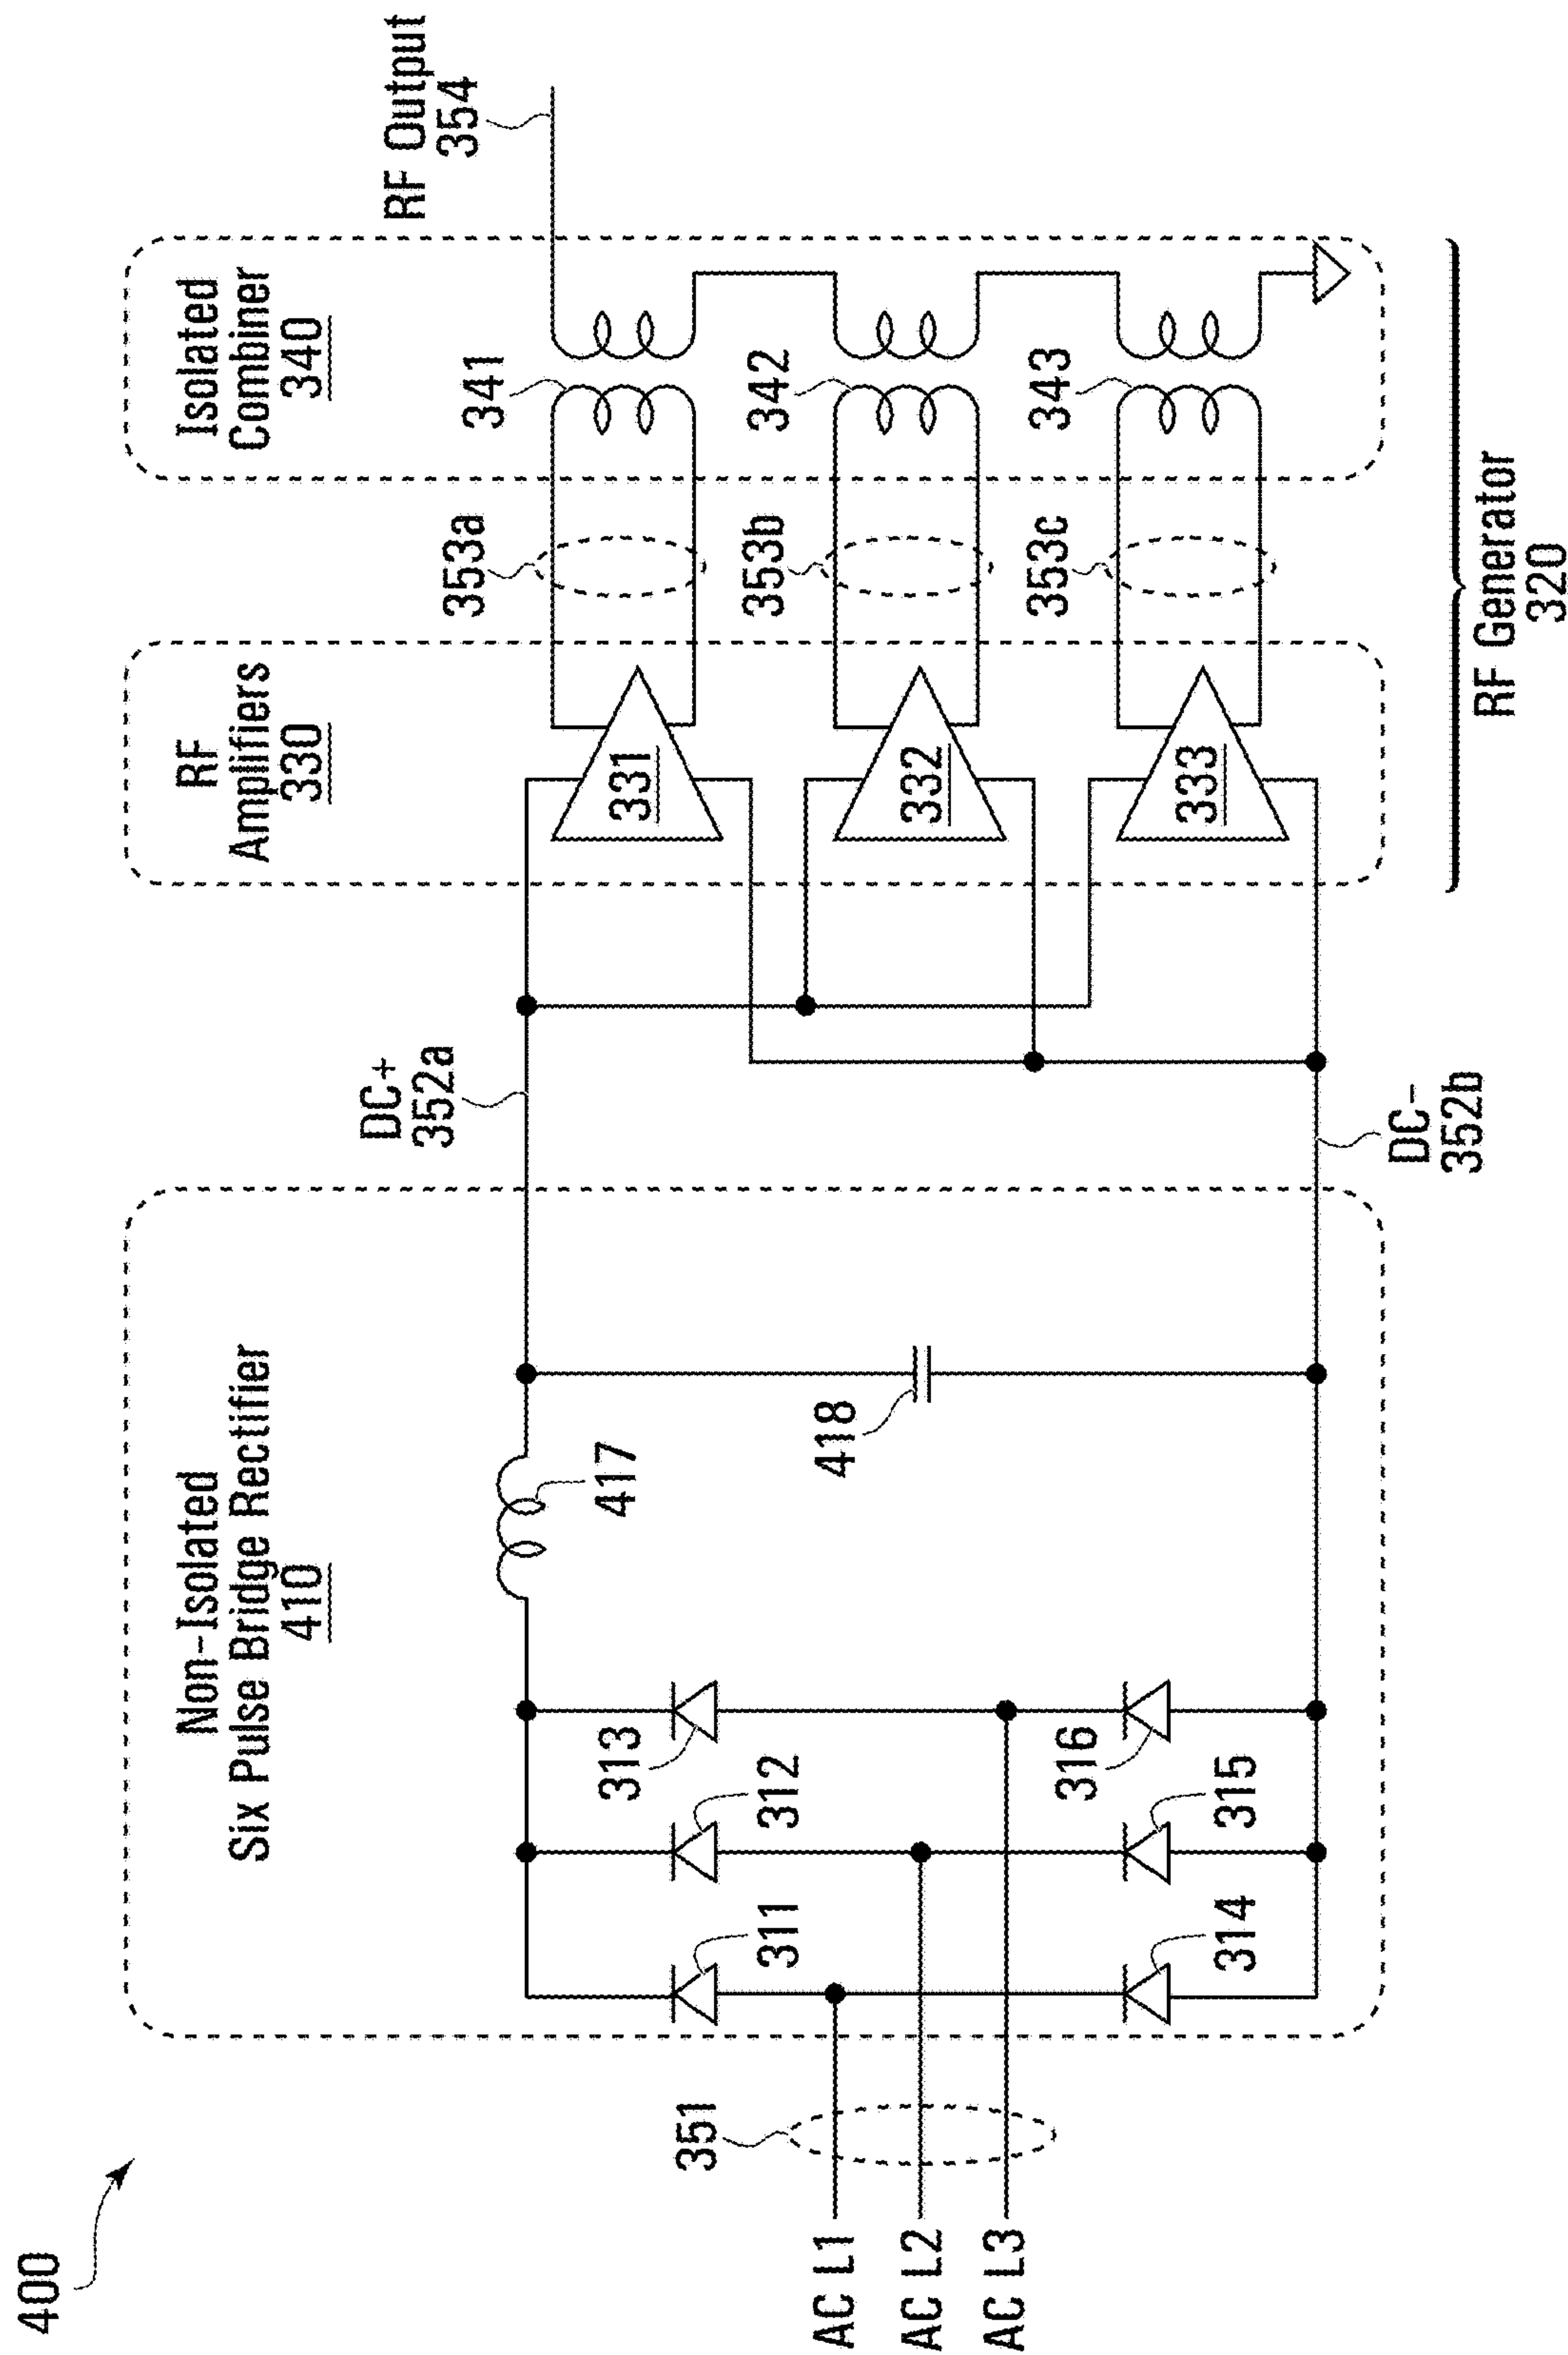 400
Non-Isolated
Six Pulse Bridge Rectifier
410
RF
Amplifiers
330
Isolated
Combiner
340
RF Output
354
DC+
352a
417
418
313
312
311
316
315
314
351
AC L1
AC L2
AC L3
331
332
333
353a
353b
353c
341
342
343
DC-
352b
RF Generator
320